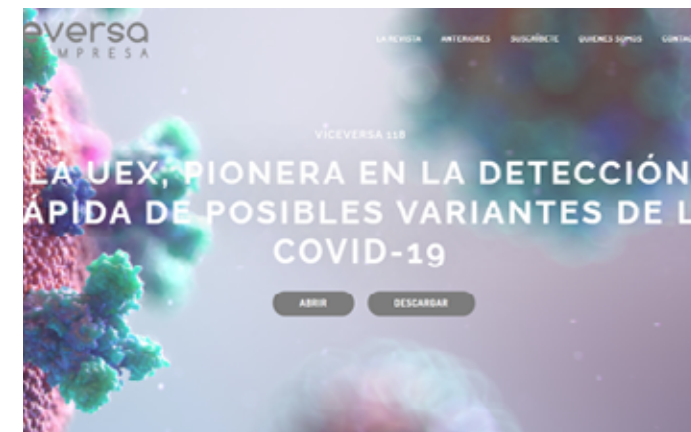 eversa
MPRESA
LA REVISTA ANTERIORES SUSCRÍBETE QUIENES SOMOS CONTAC
VICEVERSA 118
LA UEX, PIONERA EN LA DETECCIÓN
ÁPIDA DE POSIBLES VARIANTES DE L
COVID-19
ABRIR DESCARGAR